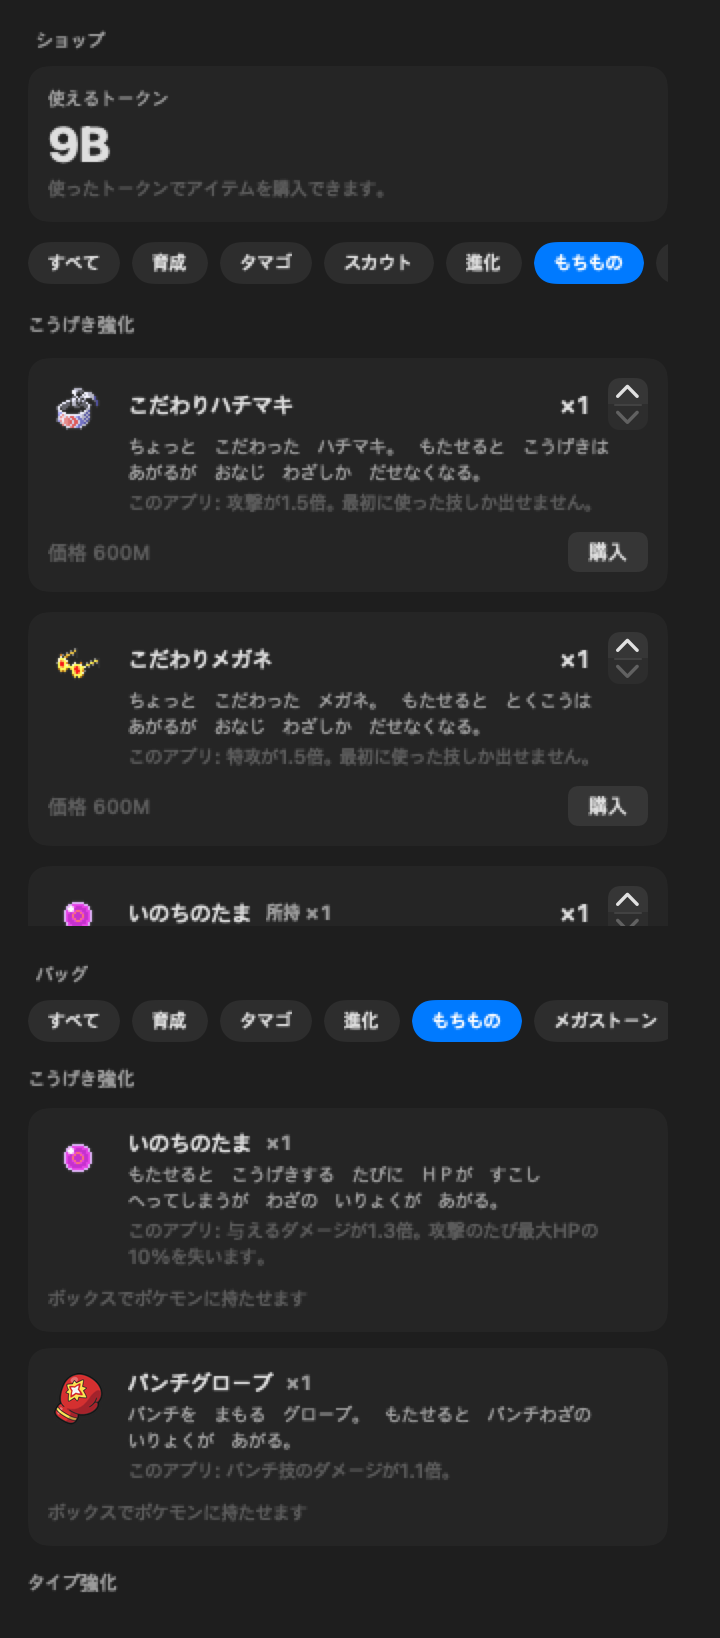 ショップ
使えるトークン
9B
使ったトークンでアイテムを購入できます。
すべて 育成 タマゴ スカウト 進化 もちもの
こうげき強化
こだわりハチマキ ×1
ちょっと　こだわった　ハチマキ。　もたせると　こうげきは
あがるが　おなじ　わざしか　だせなくなる。
このアプリ: 攻撃が1.5倍。最初に使った技しか出せません。
価格 600M 購入
こだわりメガネ ×1
ちょっと　こだわった　メガネ。　もたせると　とくこうは
あがるが　おなじ　わざしか　だせなくなる。
このアプリ: 特攻が1.5倍。最初に使った技しか出せません。
価格 600M 購入
いのちのたま 所持 ×1 ×1
バッグ
すべて 育成 タマゴ 進化 もちもの メガストーン
こうげき強化
いのちのたま ×1
もたせると　こうげきする　たびに　ＨＰが　すこし
へってしまうが　わざの　いりょくが　あがる。
このアプリ: 与えるダメージが1.3倍。攻撃のたび最大HPの
10%を失います。
ボックスでポケモンに持たせます
パンチグローブ ×1
パンチを　まもる　グローブ。　もたせると　パンチわざの
いりょくが　あがる。
このアプリ: パンチ技のダメージが1.1倍。
ボックスでポケモンに持たせます
タイプ強化